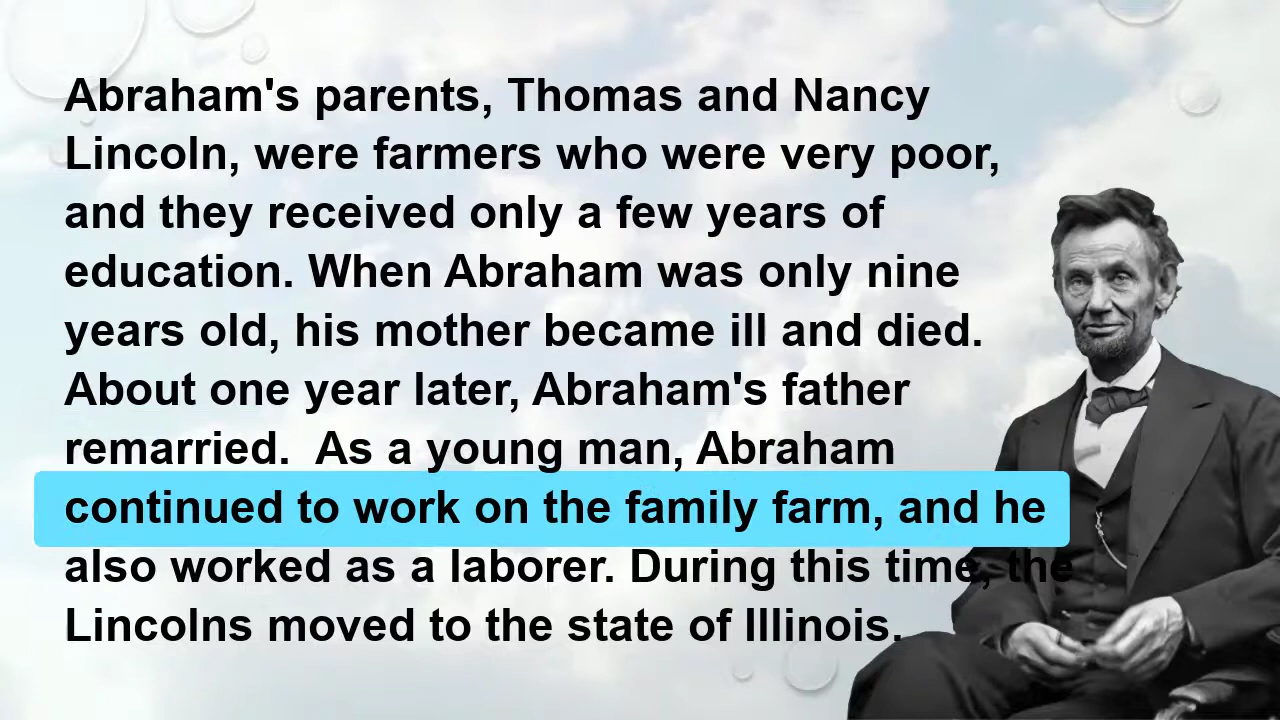 Abraham's parents, Thomas and Nancy
Lincoln, were farmers who were very poor,
and they received only a few years of
education. When Abraham was only nine
years old, his mother became ill and died.
About one year later, Abraham's father
remarried.  As a young man, Abraham
continued to work on the family farm, and he
also worked as a laborer. During this time, the
Lincolns moved to the state of Illinois.